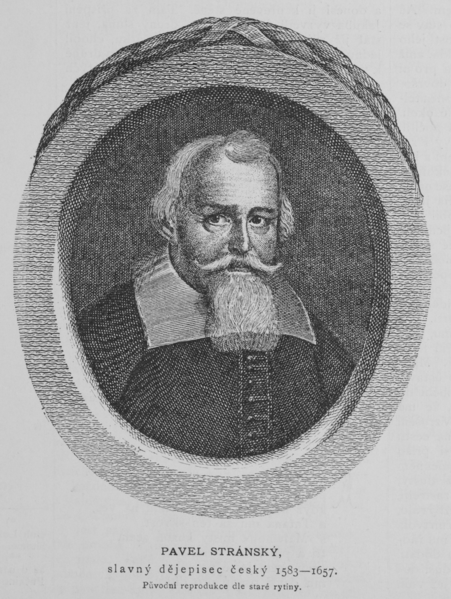 PAVEL STRÁNSKÝ,
slavný dějepisec český 1583—1657.
Původní reprodukce dle staré rytiny.